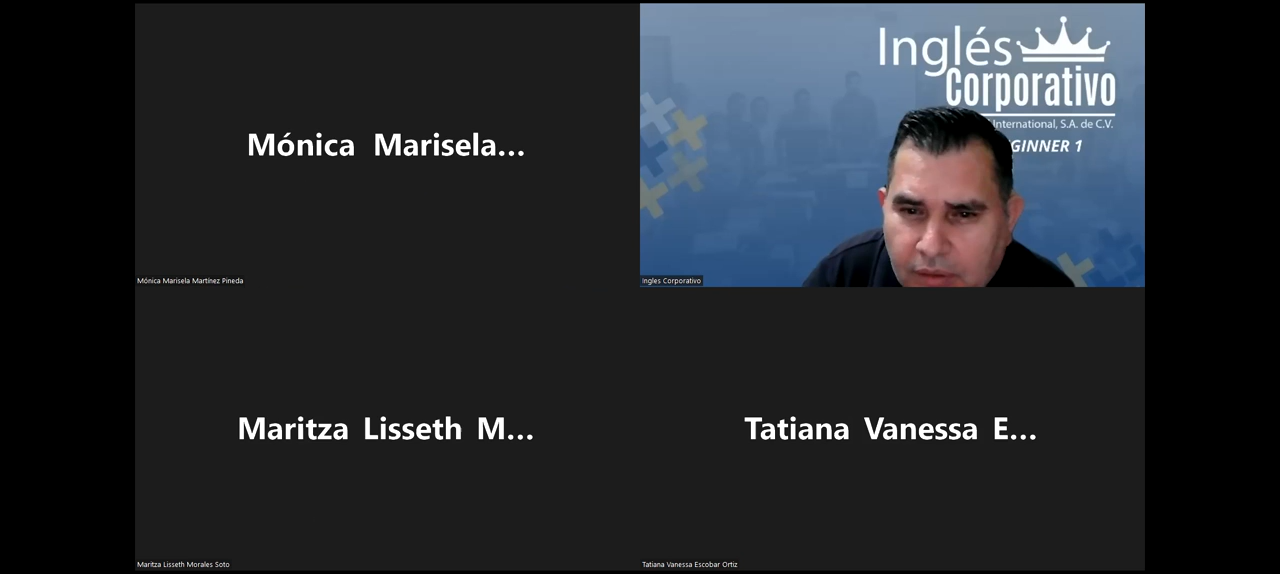 Mónica Marisela...
Mónica Marisela Martínez Pineda
Inglés
Corporativo
International, S.A. de C.V.
GINNER 1
Ingles Corporativo
Maritza Lisseth M...
Maritza Lisseth Morales Soto
Tatiana Vanessa E...
Tatiana Vanessa Escobar Ortiz